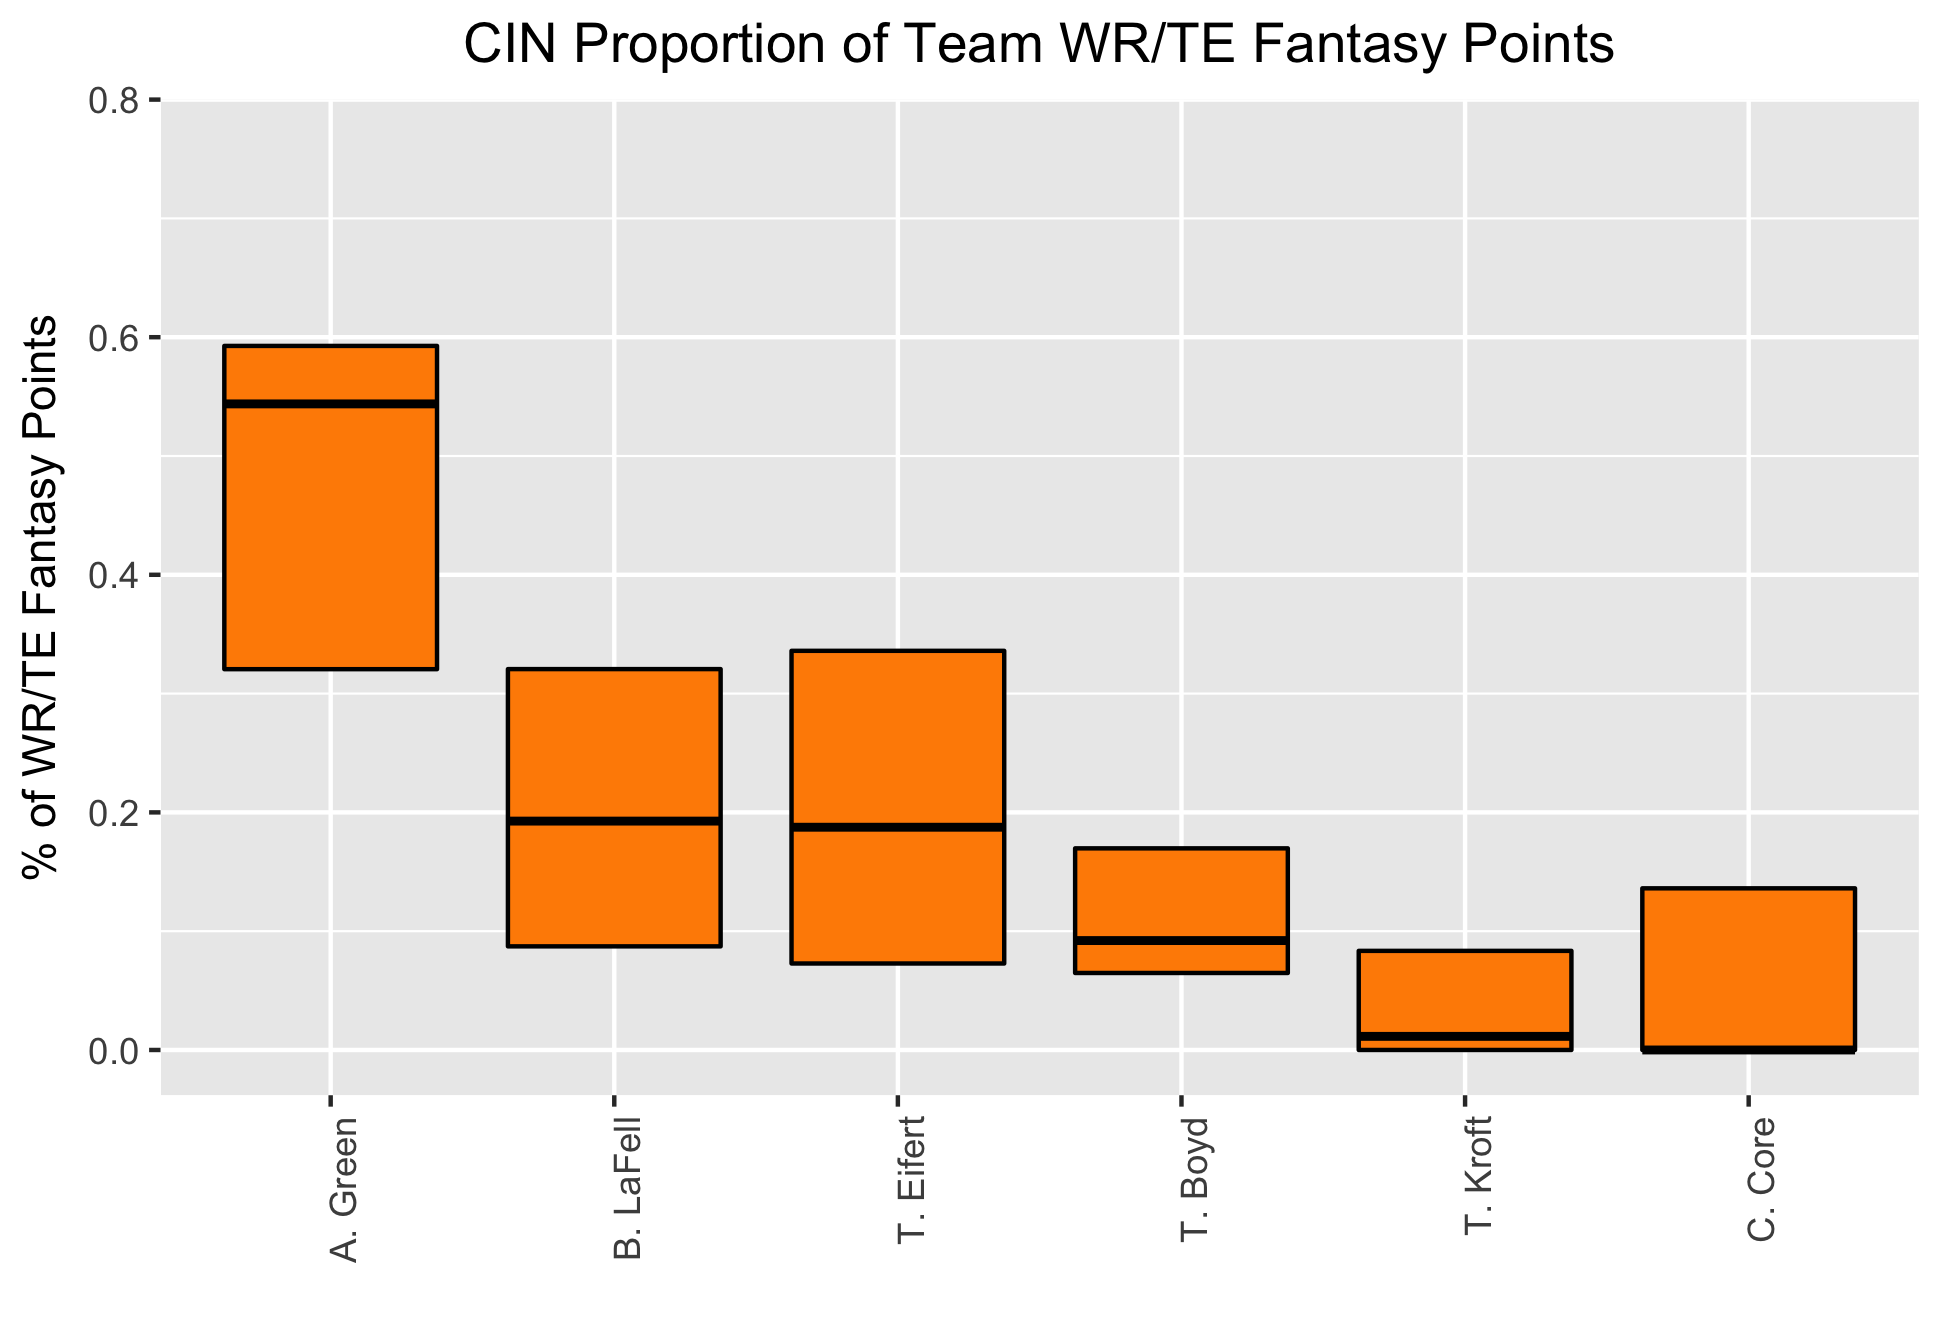 CIN Proportion of Team WR/TE Fantasy Points
% of WR/TE Fantasy Points
0.8
0.6
0.4
0.2
0.0
A. Green
B. LaFell
T. Eifert
T. Boyd
T. Kroft
C. Core